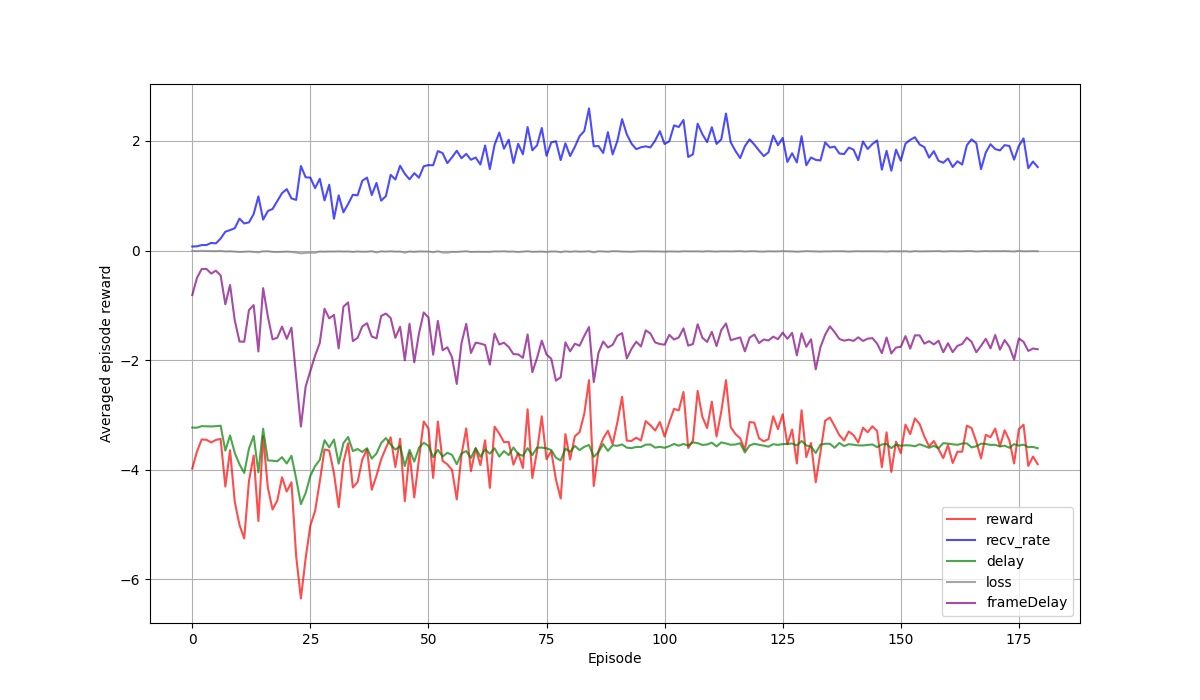 Averaged episode reward
2
0
−2
−4
−6
0 25 50 75 100 125 150 175
Episode
reward
recv_rate
delay
loss
frameDelay